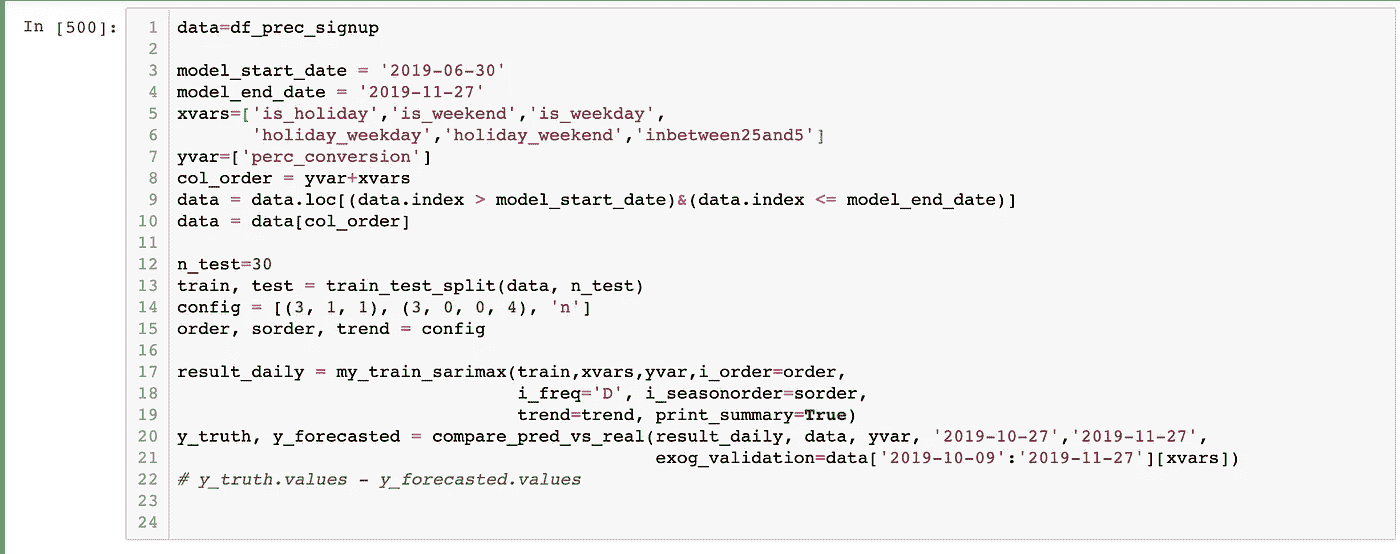 In [500]:
1 data=df_prec_signup
2
3 model_start_date = '2019-06-30'
4 model_end_date = '2019-11-27'
5 xvars=['is_holiday','is_weekend','is_weekday',
6        'holiday_weekday','holiday_weekend','inbetween25and5']
7 yvar=['perc_conversion']
8 col_order = yvar+xvars
9 data = data.loc[(data.index > model_start_date)&(data.index <= model_end_date)]
10 data = data[col_order]
11
12 n_test=30
13 train, test = train_test_split(data, n_test)
14 config = [(3, 1, 1), (3, 0, 0, 4), 'n']
15 order, sorder, trend = config
16
17 result_daily = my_train_sarimax(train,xvars,yvar,i_order=order,
18                                 i_freq='D', i_seasonorder=sorder,
19                                 trend=trend, print_summary=True)
20 y_truth, y_forecasted = compare_pred_vs_real(result_daily, data, yvar, '2019-10-27','2019-11-27',
21                                              exog_validation=data['2019-10-09':'2019-11-27'][xvars])
22 # y_truth.values - y_forecasted.values
23
24